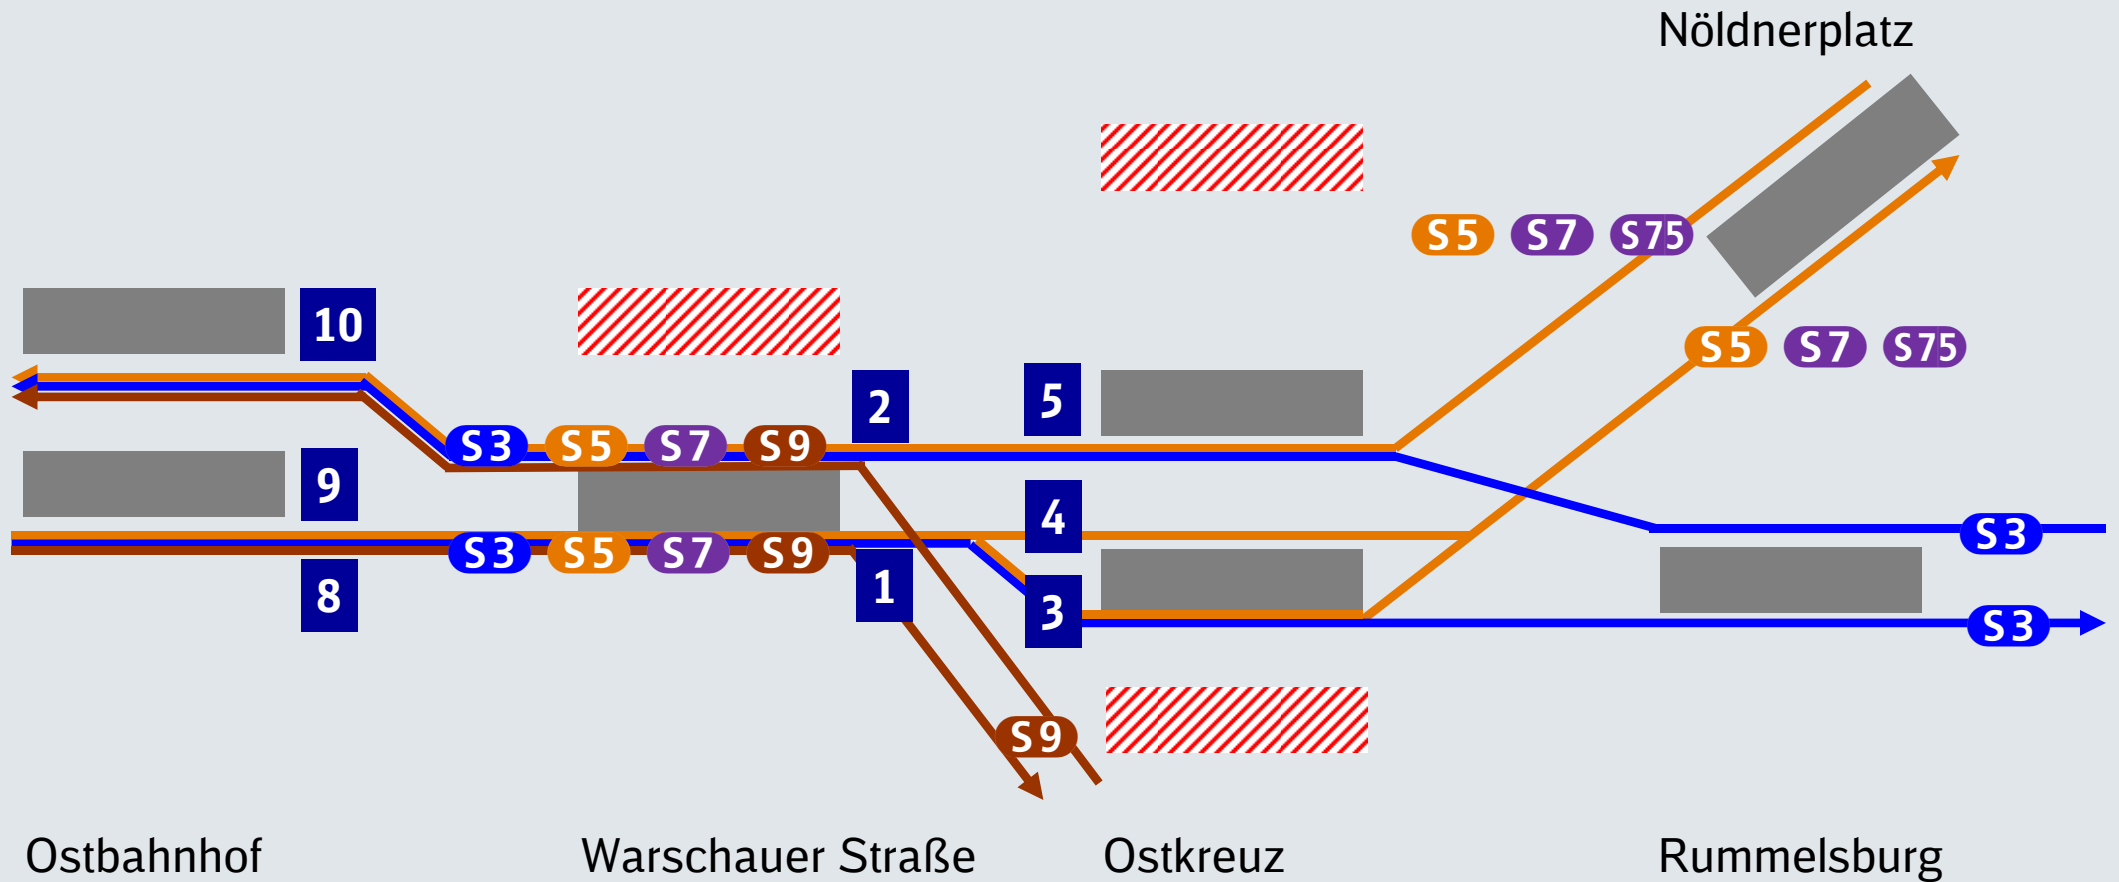 Nöldnerplatz
S5 S7 S75
10
S5 S7 S75
2
5
S3 S5 S7 S9
9
4
S3
S3 S5 S7 S9
8
1
3
S3
S9
Ostbahnhof
Warschauer Straße
Ostkreuz
Rummelsburg